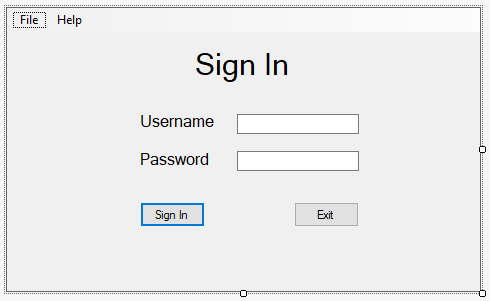 File Help
Sign In
Username
Password
Sign In Exit